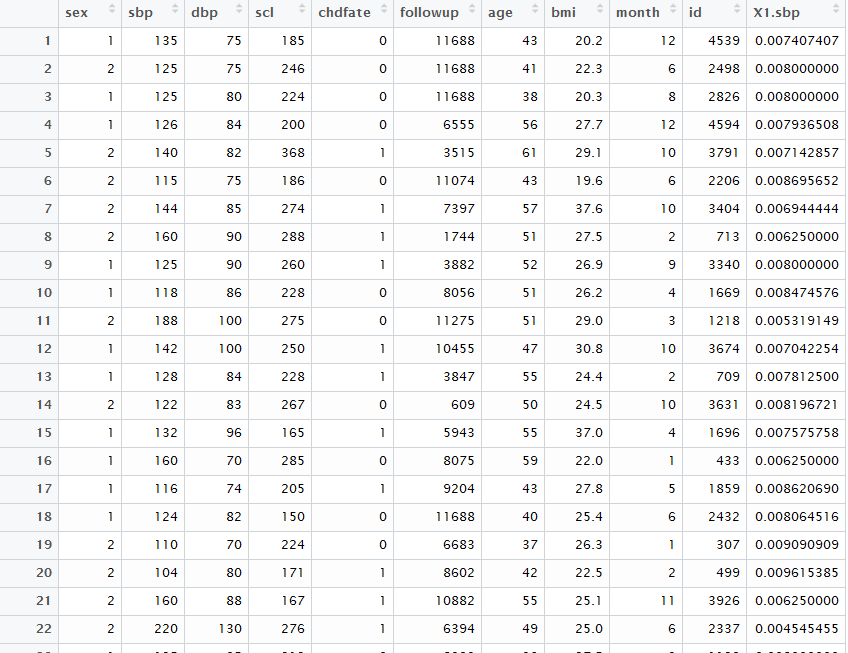 sex sbp dbp scl chdfate followup age bmi month id X1.sbp
1 1 135 75 185 0 11688 43 20.2 12 4539 0.007407407
2 2 125 75 246 0 11688 41 22.3 6 2498 0.008000000
3 1 125 80 224 0 11688 38 20.3 8 2826 0.008000000
4 1 126 84 200 0 6555 56 27.7 12 4594 0.007936508
5 2 140 82 368 1 3515 61 29.1 10 3791 0.007142857
6 2 115 75 186 0 11074 43 19.6 6 2206 0.008695652
7 2 144 85 274 1 7397 57 37.6 10 3404 0.006944444
8 2 160 90 288 1 1744 51 27.5 2 713 0.006250000
9 1 125 90 260 1 3882 52 26.9 9 3340 0.008000000
10 1 118 86 228 0 8056 51 26.2 4 1669 0.008474576
11 2 188 100 275 0 11275 51 29.0 3 1218 0.005319149
12 1 142 100 250 1 10455 47 30.8 10 3674 0.007042254
13 1 128 84 228 1 3847 55 24.4 2 709 0.007812500
14 2 122 83 267 0 609 50 24.5 10 3631 0.008196721
15 1 132 96 165 1 5943 55 37.0 4 1696 0.007575758
16 1 160 70 285 0 8075 59 22.0 1 433 0.006250000
17 1 116 74 205 1 9204 43 27.8 5 1859 0.008620690
18 1 124 82 150 0 11688 40 25.4 6 2432 0.008064516
19 2 110 70 224 0 6683 37 26.3 1 307 0.009090909
20 2 104 80 171 1 8602 42 22.5 2 499 0.009615385
21 2 160 88 167 1 10882 55 25.1 11 3926 0.006250000
22 2 220 130 276 1 6394 49 25.0 6 2337 0.004545455